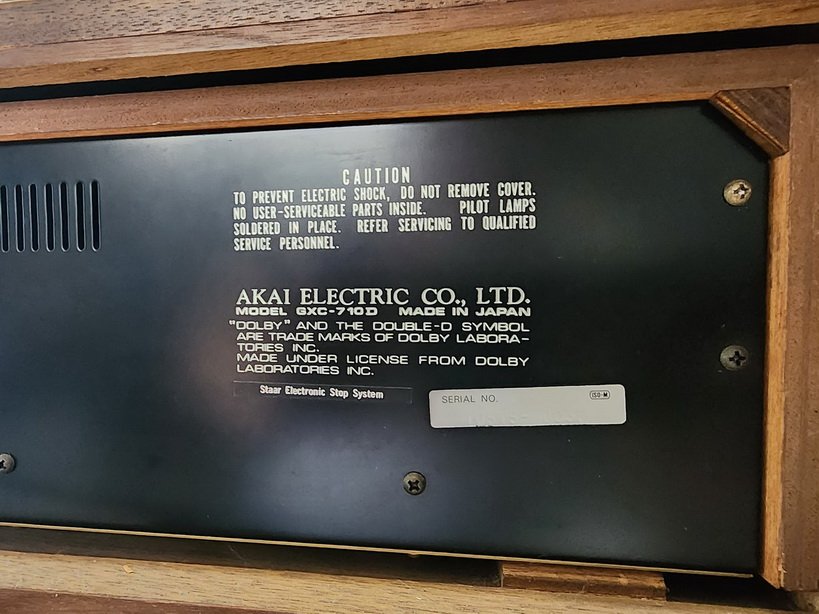 CAUTION
TO PREVENT ELECTRIC SHOCK, DO NOT REMOVE COVER.
NO USER-SERVICEABLE PARTS INSIDE. PILOT LAMPS
SOLDERED IN PLACE. REFER SERVICING TO QUALIFIED
SERVICE PERSONNEL.
AKAI ELECTRIC CO., LTD.
MODEL GXC-710D MADE IN JAPAN
"DOLBY" AND THE DOUBLE-D SYMBOL
ARE TRADE MARKS OF DOLBY LABORA-
TORIES INC.
MADE UNDER LICENSE FROM DOLBY
LABORATORIES INC.
Staar Electronic Stop System
SERIAL NO. ISO-M